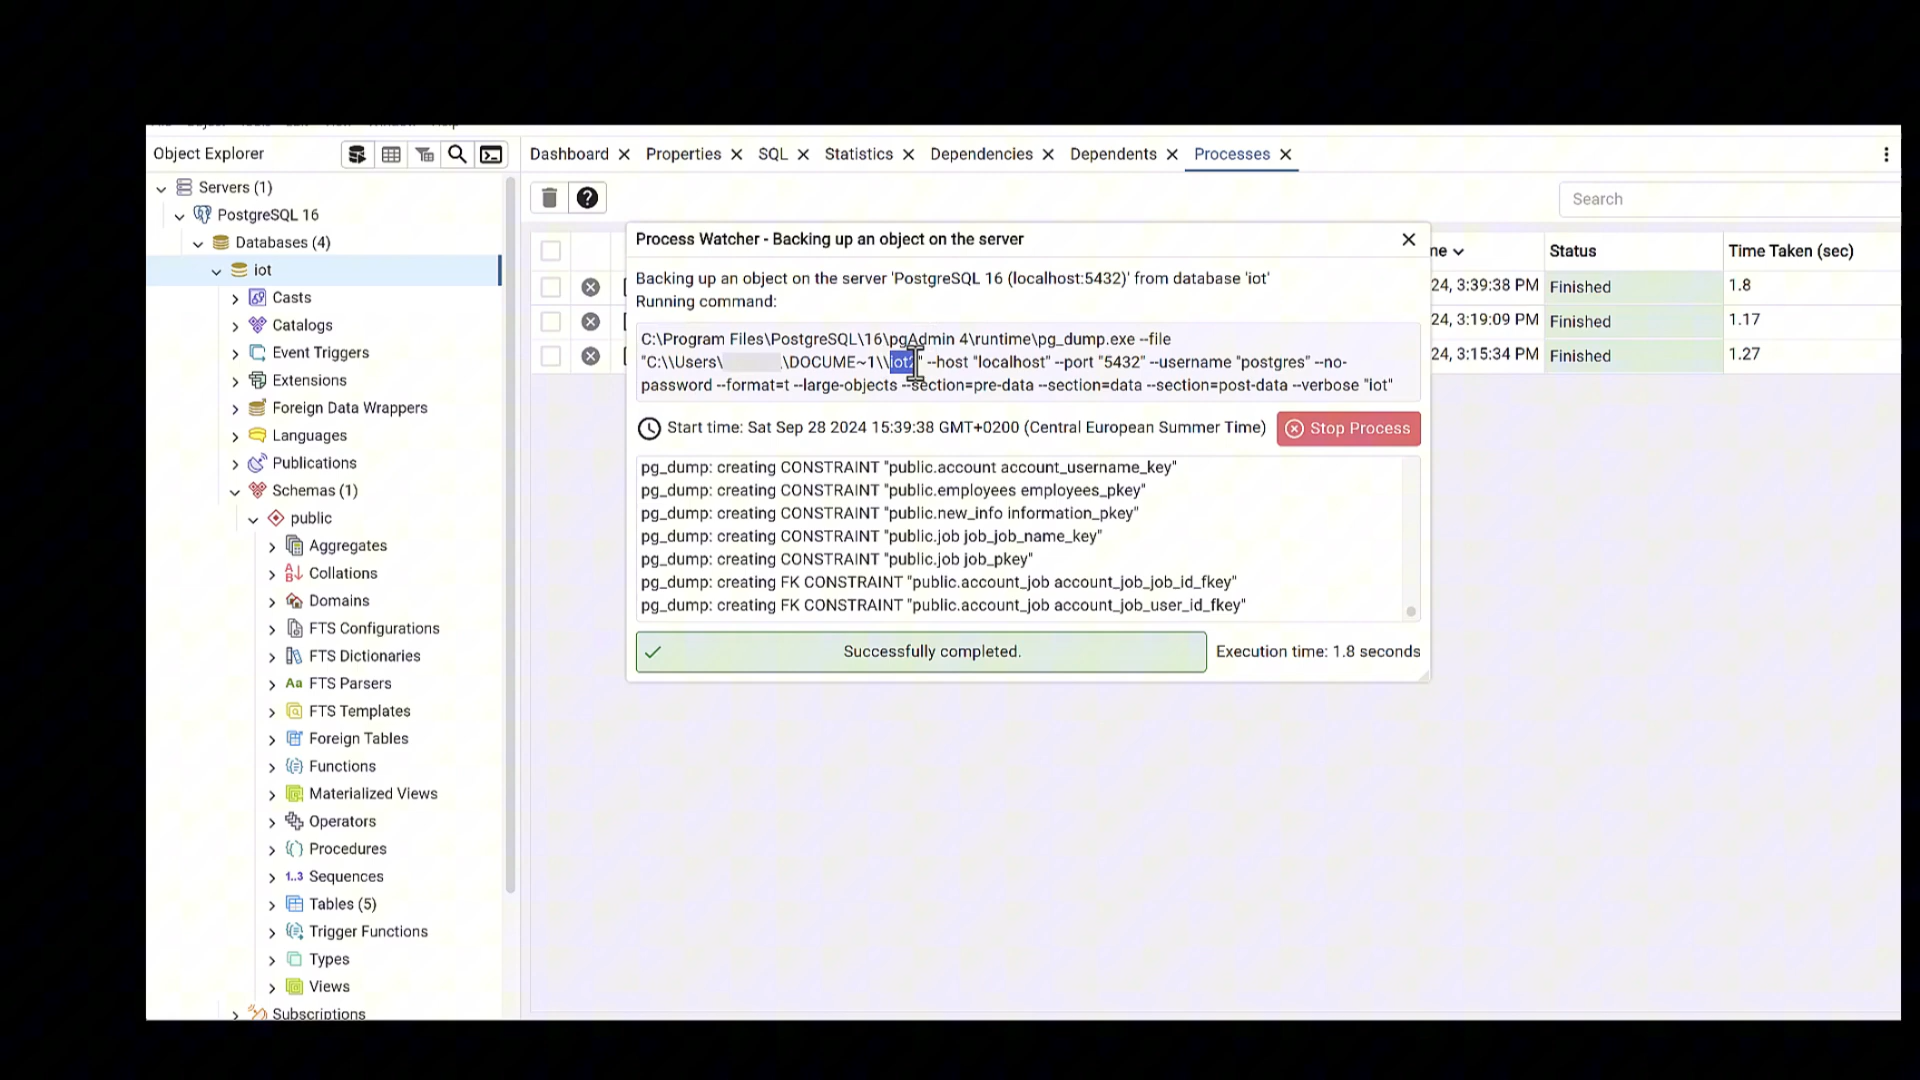 Object Explorer
Dashboard Properties SQL Statistics Dependencies Dependents Processes
Servers (1)
PostgreSQL 16
Databases (4)
iot
Casts
Catalogs
Event Triggers
Extensions
Foreign Data Wrappers
Languages
Publications
Schemas (1)
public
Aggregates
Collations
Domains
FTS Configurations
FTS Dictionaries
Aa FTS Parsers
FTS Templates
Foreign Tables
Functions
Materialized Views
Operators
Procedures
1..3 Sequences
Tables (5)
Trigger Functions
Types
Views
Subscriptions
Search
Process Watcher - Backing up an object on the server
Backing up an object on the server 'PostgreSQL 16 (localhost:5432)' from database 'iot'
Running command:
C:\Program Files\PostgreSQL\16\pgAdmin 4\runtime\pg_dump.exe --file
"C:\\Users\ \DOCUME~1\\ " --host "localhost" --port "5432" --username "postgres" --no-
password --format=t --large-objects --section=pre-data --section=data --section=post-data --verbose "iot"
Start time: Sat Sep 28 2024 15:39:38 GMT+0200 (Central European Summer Time)
Stop Process
pg_dump: creating CONSTRAINT "public.account account_username_key"
pg_dump: creating CONSTRAINT "public.employees employees_pkey"
pg_dump: creating CONSTRAINT "public.new_info information_pkey"
pg_dump: creating CONSTRAINT "public.job job_job_name_key"
pg_dump: creating CONSTRAINT "public.job job_pkey"
pg_dump: creating FK CONSTRAINT "public.account_job account_job_job_id_fkey"
pg_dump: creating FK CONSTRAINT "public.account_job account_job_user_id_fkey"
Successfully completed.
Execution time: 1.8 seconds
ne Status Time Taken (sec)
24, 3:39:38 PM Finished 1.8
24, 3:19:09 PM Finished 1.17
24, 3:15:34 PM Finished 1.27